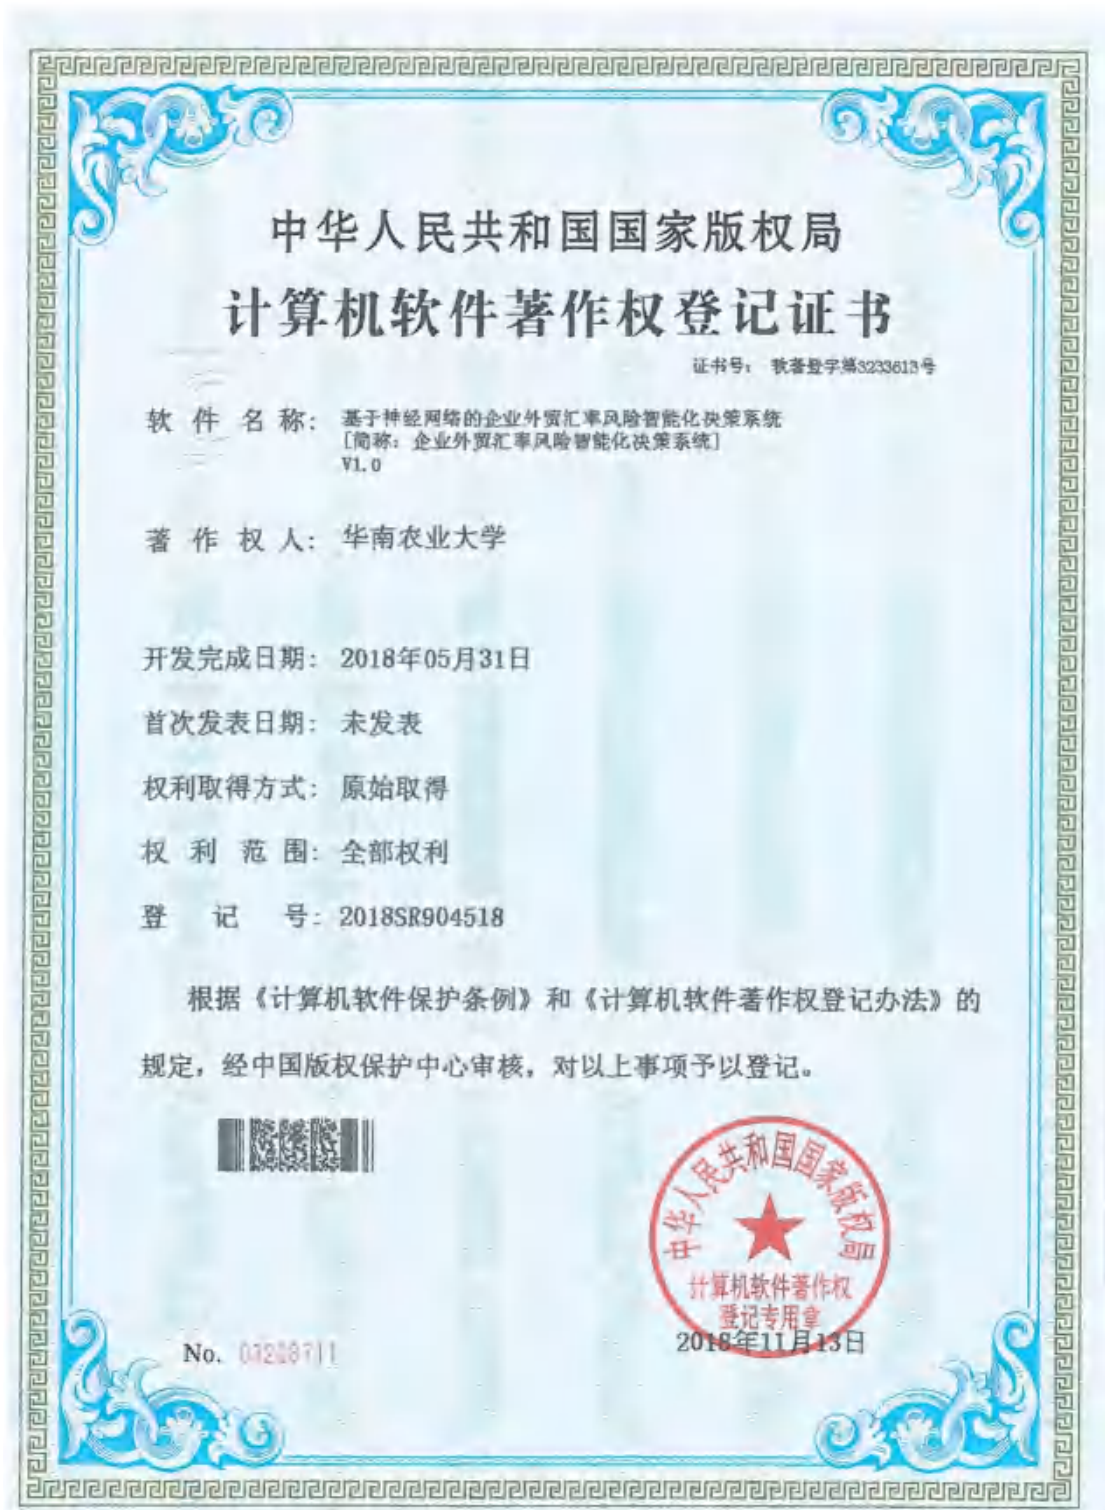 中华人民共和国国家版权局
计算机软件著作权登记证书
证书号： 软著登字第3233613号
软件名称： 基于神经网络的企业外贸汇率风险智能化决策系统
[简称：企业外贸汇率风险智能化决策系统]
V1.0
著作权人： 华南农业大学
开发完成日期： 2018年05月31日
首次发表日期： 未发表
权利取得方式： 原始取得
权利范围： 全部权利
登记号： 2018SR904518
根据《计算机软件保护条例》和《计算机软件著作权登记办法》的
规定，经中国版权保护中心审核，对以上事项予以登记。
中华人民共和国国家版权局
计算机软件著作权
登记专用章
2018年11月13日
No.